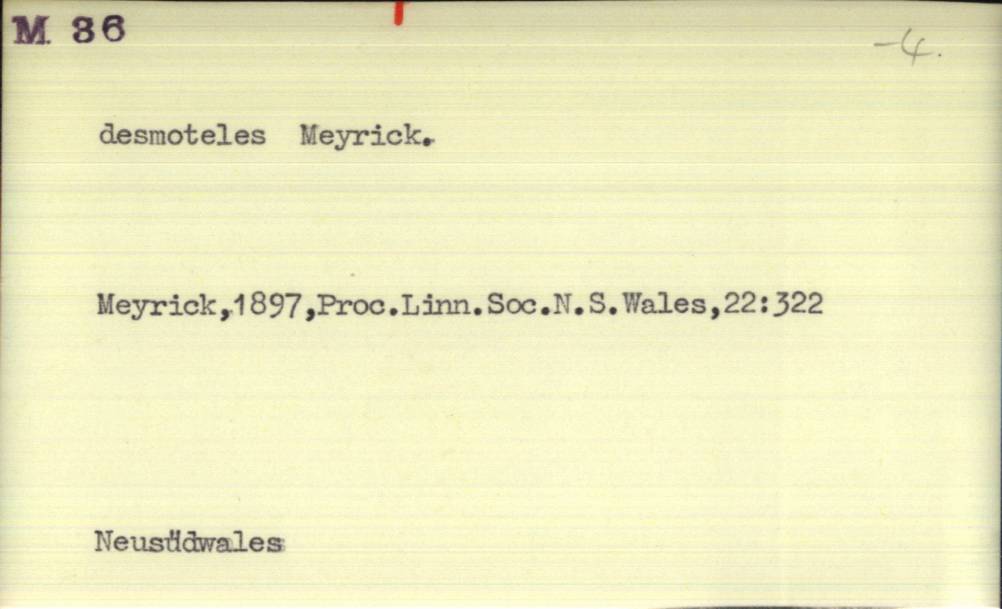 M 36
-4.
desmoteles Meyrick.
Meyrick,1897,Proc.Linn.Soc.N.S.Wales,22:322
Neusüdwales